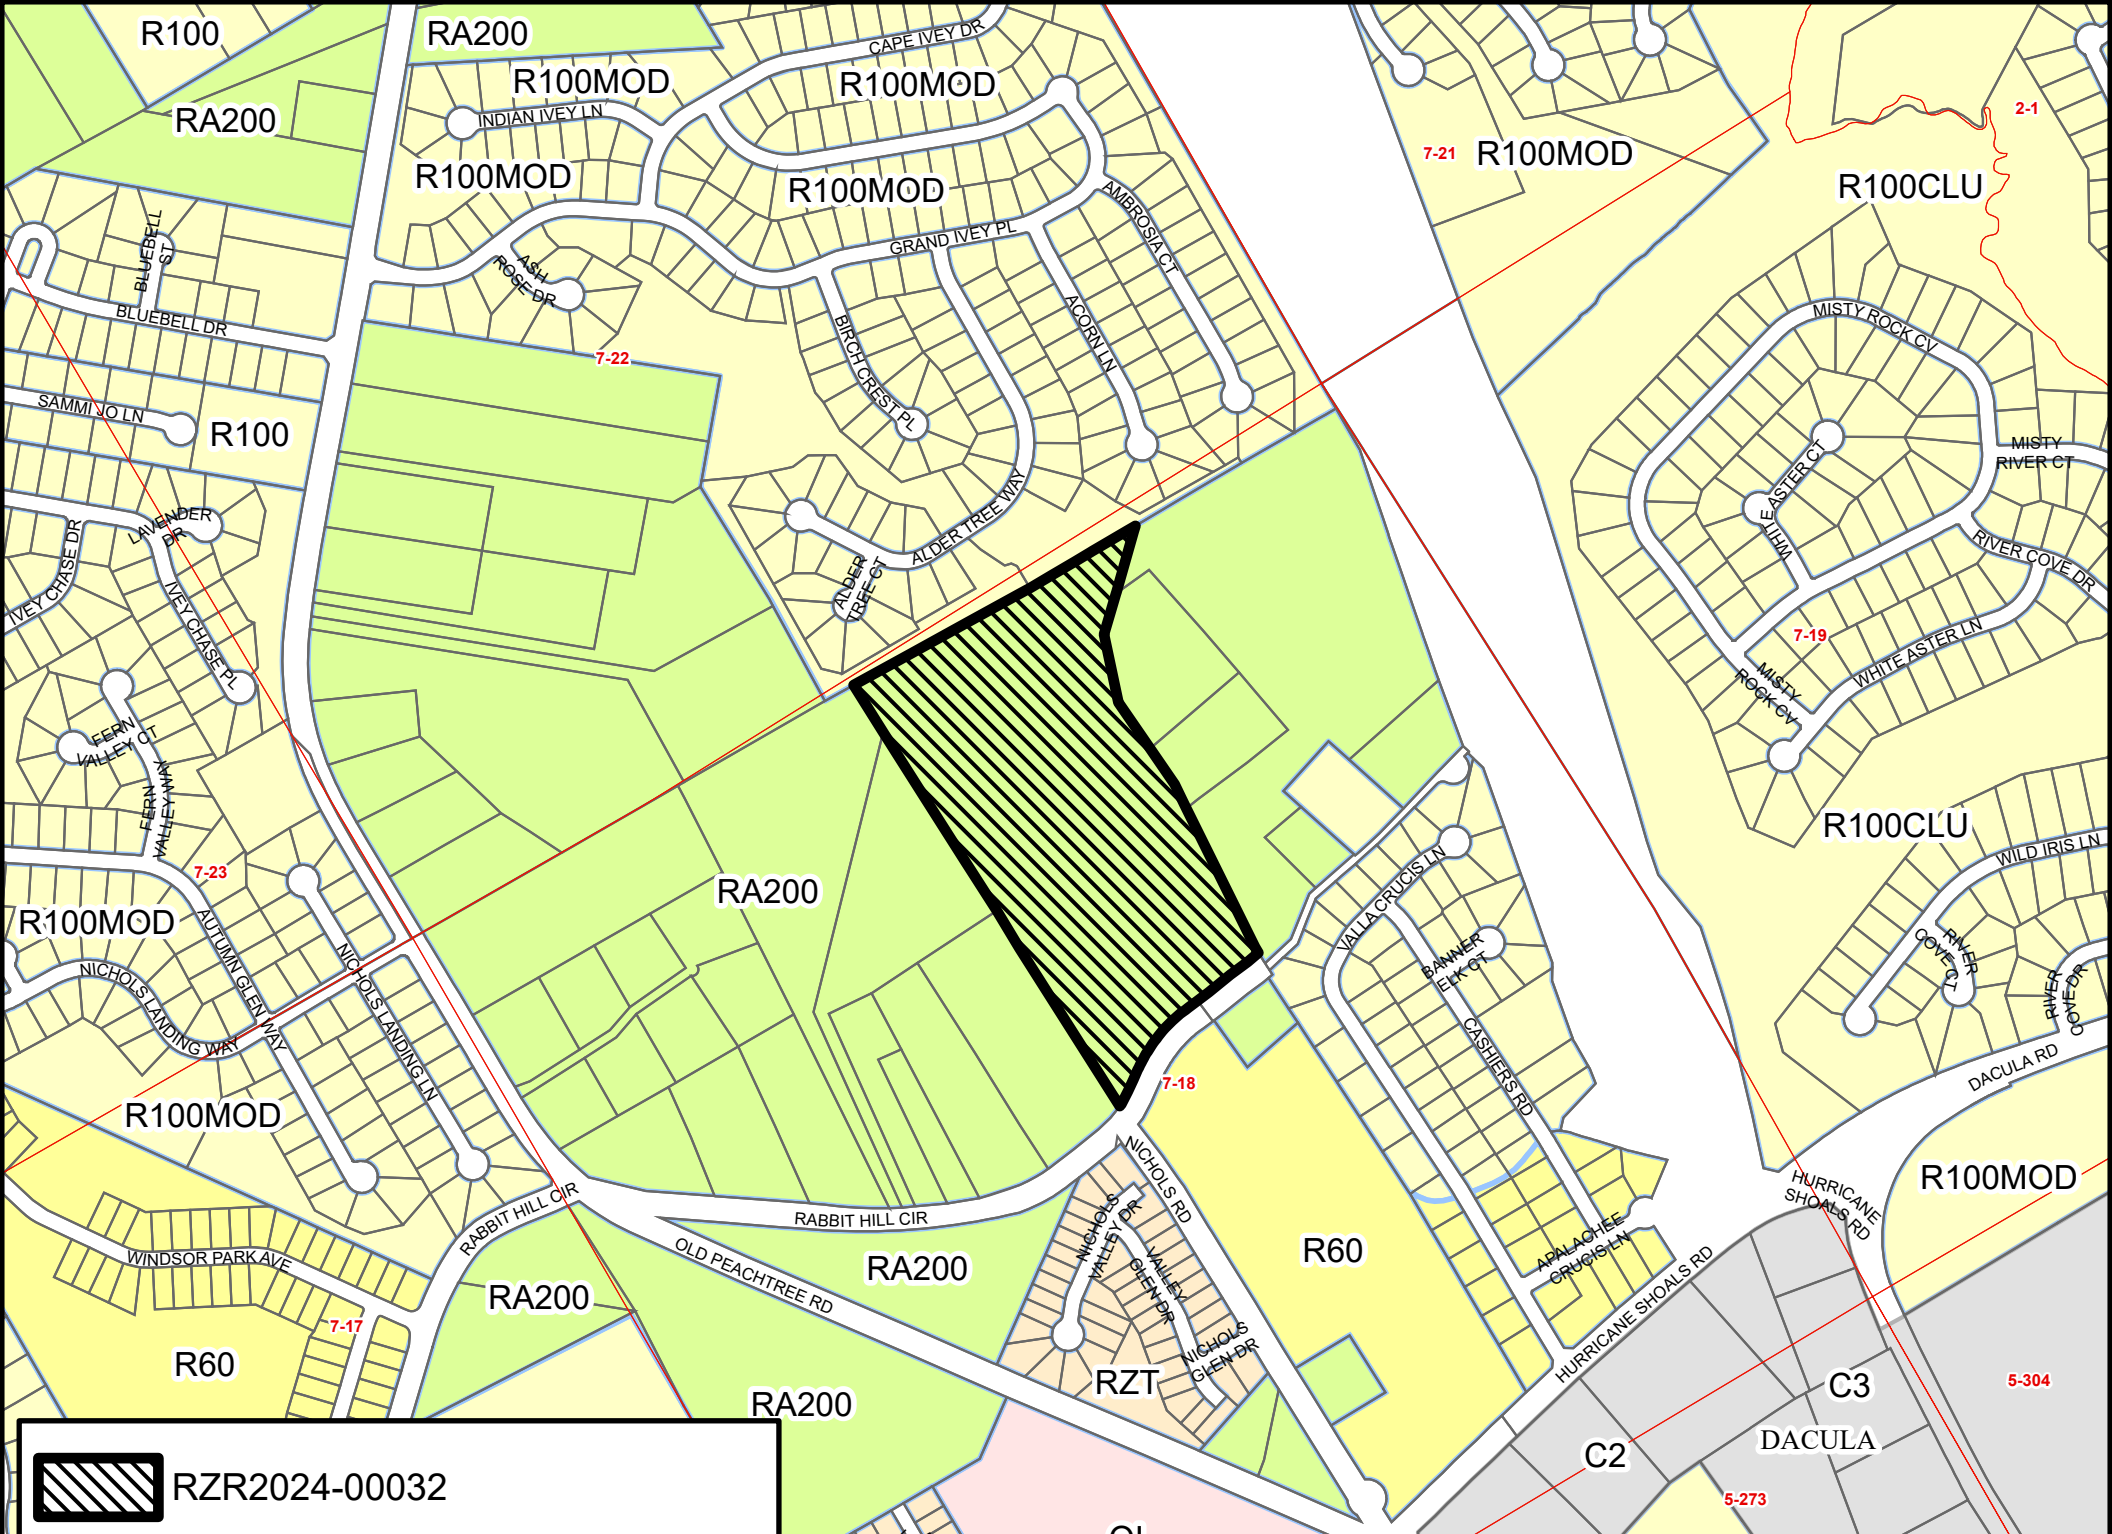 R100
RA200
CAPE IVEY DR
R100MOD
R100MOD
INDIAN IVEY LN
RA200
2-1
7-21
R100MOD
R100MOD
R100MOD
R100CLU
AMBROSIA CT
BLUEBELL
ST
GRAND IVEY PL
ASH
ROSE DR
BLUEBELL DR
ACORN LN
BIRCH CREST PL
MISTY ROCK CV
7-22
SAMMI JO LN
R100
MISTY
RIVER CT
WHITE ASTER CT
LAVENDER
DR
IVEY CHASE DR
IVEY CHASE PL
ALDER TREE WAY
ALDER
TREE CT
RIVER COVE DR
7-19
WHITE ASTER LN
MISTY
ROCK CV
FERN
VALLEY CT
FERN
VALLEY WAY
R100CLU
WILD IRIS LN
7-23
RA200
VALLA CRUCIS LN
R100MOD
AUTUMN GLEN WAY
NICHOLS LANDING WAY
NICHOLS LANDING LN
BANNER
ELK CT
RIVER
COVE CT
RIVER
COVE DR
CASHIERS RD
DACULA RD
7-18
R100MOD
NICHOLS RD
HURRICANE
SHOALS RD
R100MOD
RABBIT HILL CIR
RABBIT HILL CIR
NICHOLS
VALLEY DR
WINDSOR PARK AVE
OLD PEACHTREE RD
RA200
VALLEY
GLEN DR
R60
APALACHEE
CRUCIS LN
RA200
7-17
NICHOLS
GLEN DR
HURRICANE SHOALS RD
R60
RZT
C3
5-304
RA200
DACULA
C2
RZR2024-00032
5-273